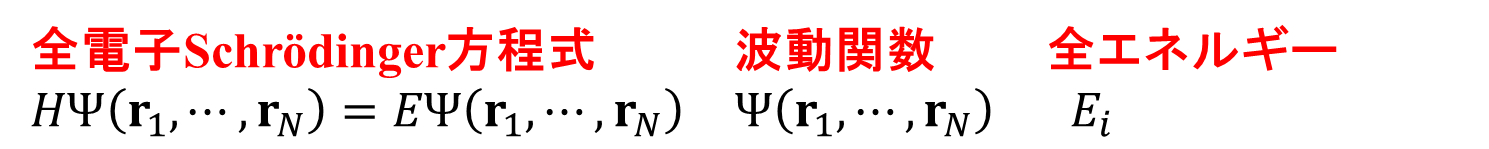 全電子Schrödinger方程式 波動関数 全エネルギー
𝐻Ψ(𝐫₁,⋯,𝐫_𝑁) = 𝐸Ψ(𝐫₁,⋯,𝐫_𝑁) Ψ(𝐫₁,⋯,𝐫_𝑁) 𝐸_𝑖